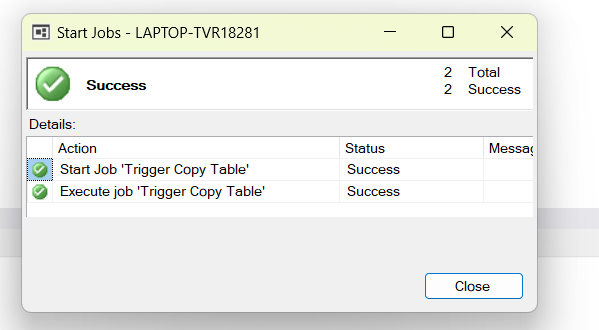 Start Jobs - LAPTOP-TVR18281
Success
2 Total
2 Success
Details:
Action Status Messag
Start Job 'Trigger Copy Table' Success
Execute job 'Trigger Copy Table' Success
Close